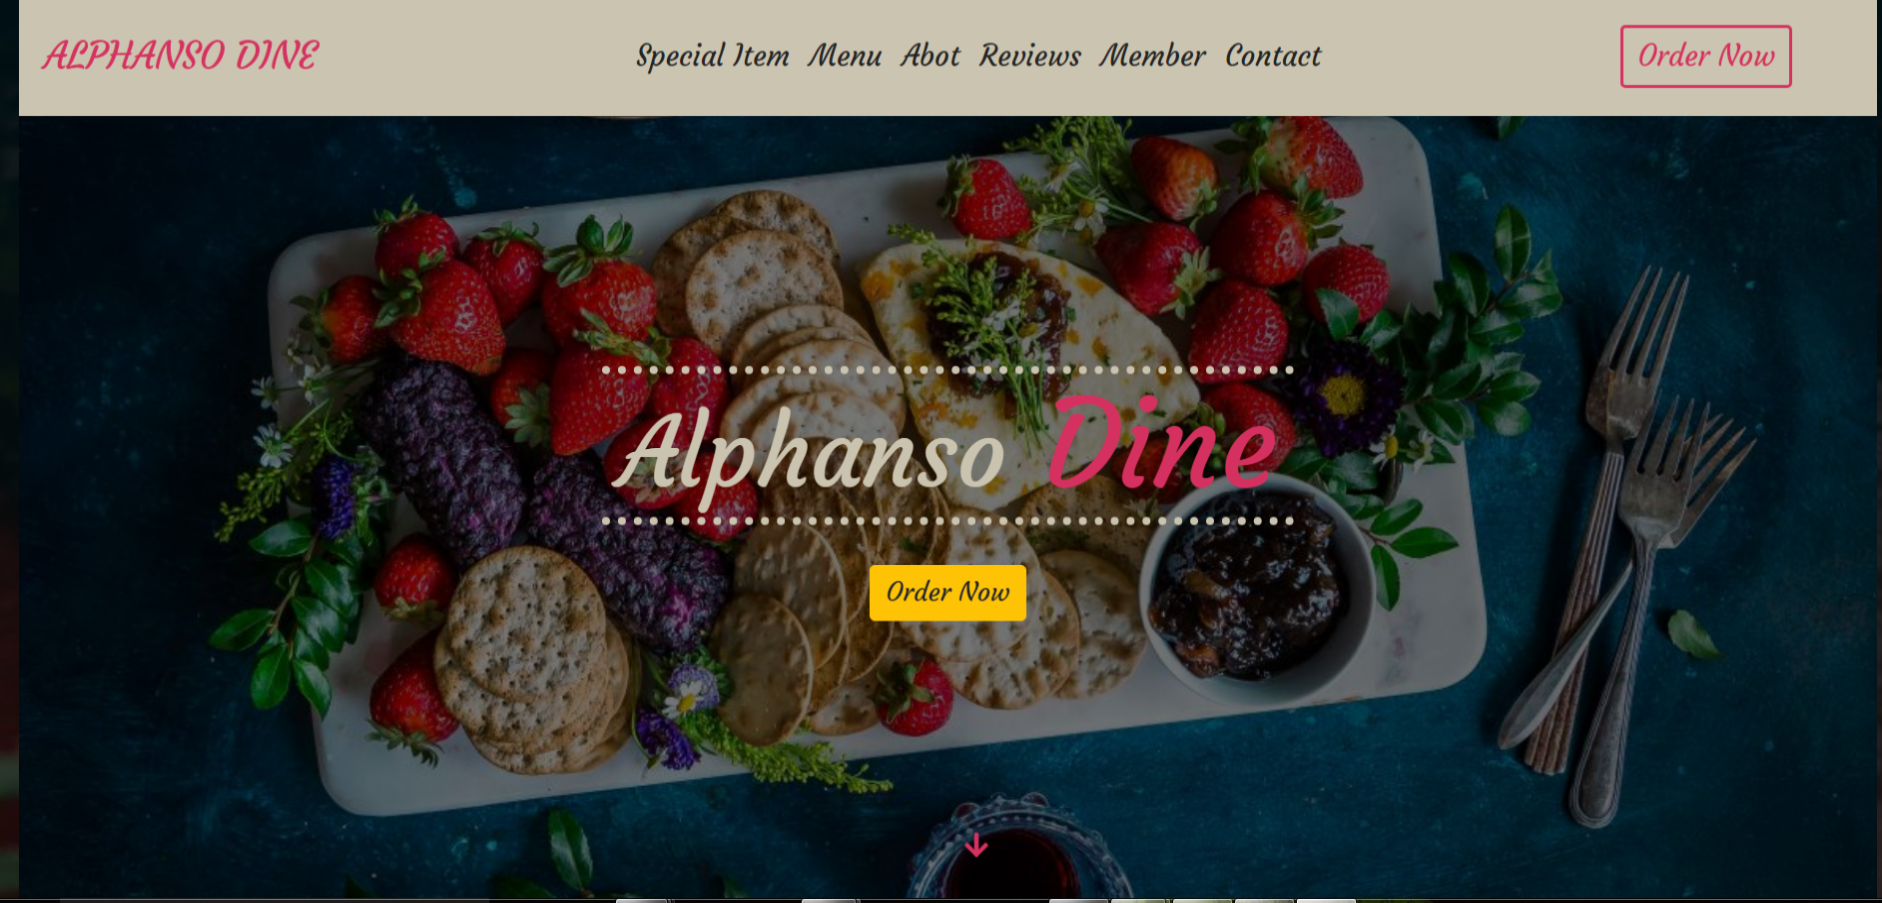 ALPHANSO DINE
Special Item Menu Abot Reviews Member Contact
Order Now
Alphanso Dine
Order Now